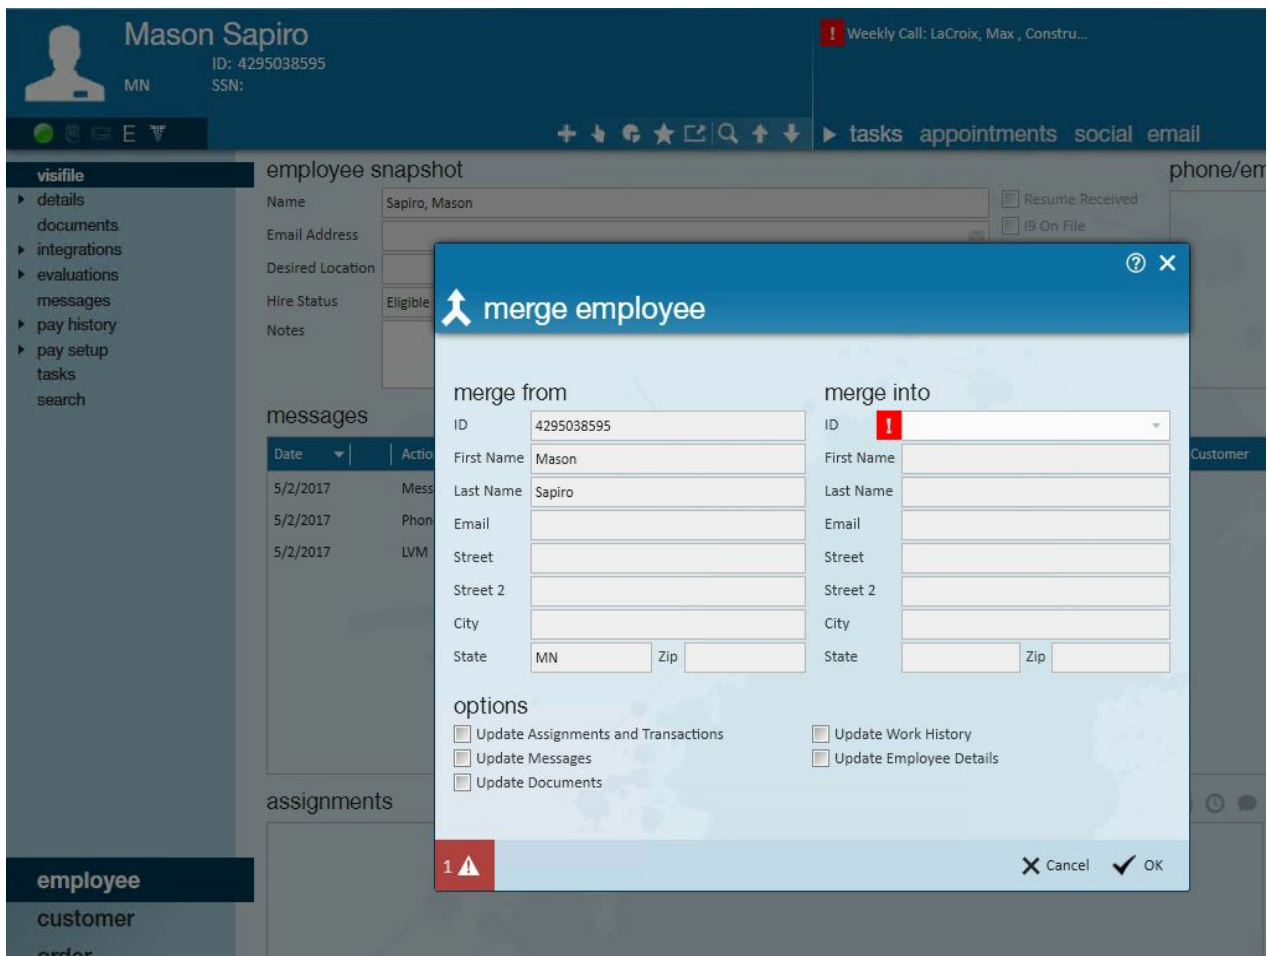 Mason Sapiro
ID: 4295038595
MN SSN:
! Weekly Call: LaCroix, Max , Constru...
E
tasks appointments social email
visifile
details
documents
integrations
evaluations
messages
pay history
pay setup
tasks
search
employee snapshot
Name Sapiro, Mason
Email Address
Desired Location
Hire Status Eligible
Notes
Resume Received
I9 On File
phone/em
messages
Date Actio Customer
5/2/2017 Mess
5/2/2017 Phon
5/2/2017 LVM
assignments
employee
customer
order
merge employee
merge from
ID 4295038595
First Name Mason
Last Name Sapiro
Email
Street
Street 2
City
State MN Zip
merge into
ID !
First Name
Last Name
Email
Street
Street 2
City
State Zip
options
Update Assignments and Transactions
Update Messages
Update Documents
Update Work History
Update Employee Details
1
Cancel OK